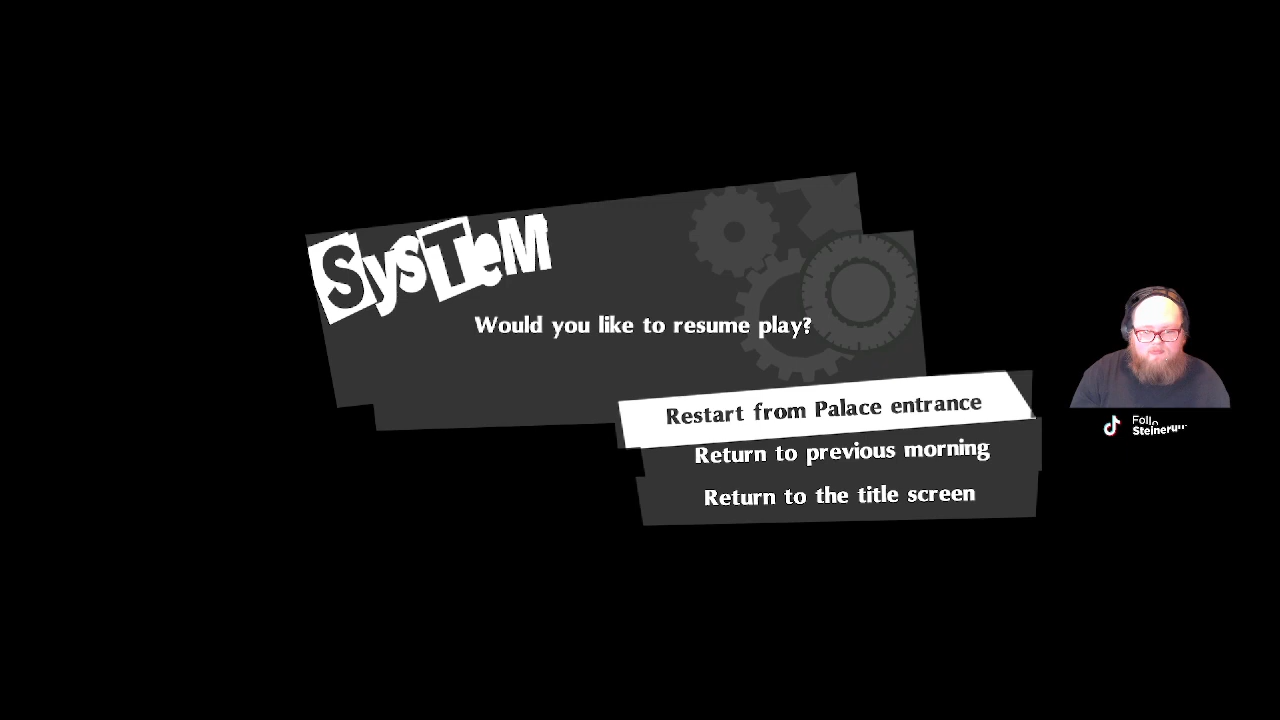 SysTeM
Would you like to resume play?
Restart from Palace entrance
Return to previous morning
Return to the title screen